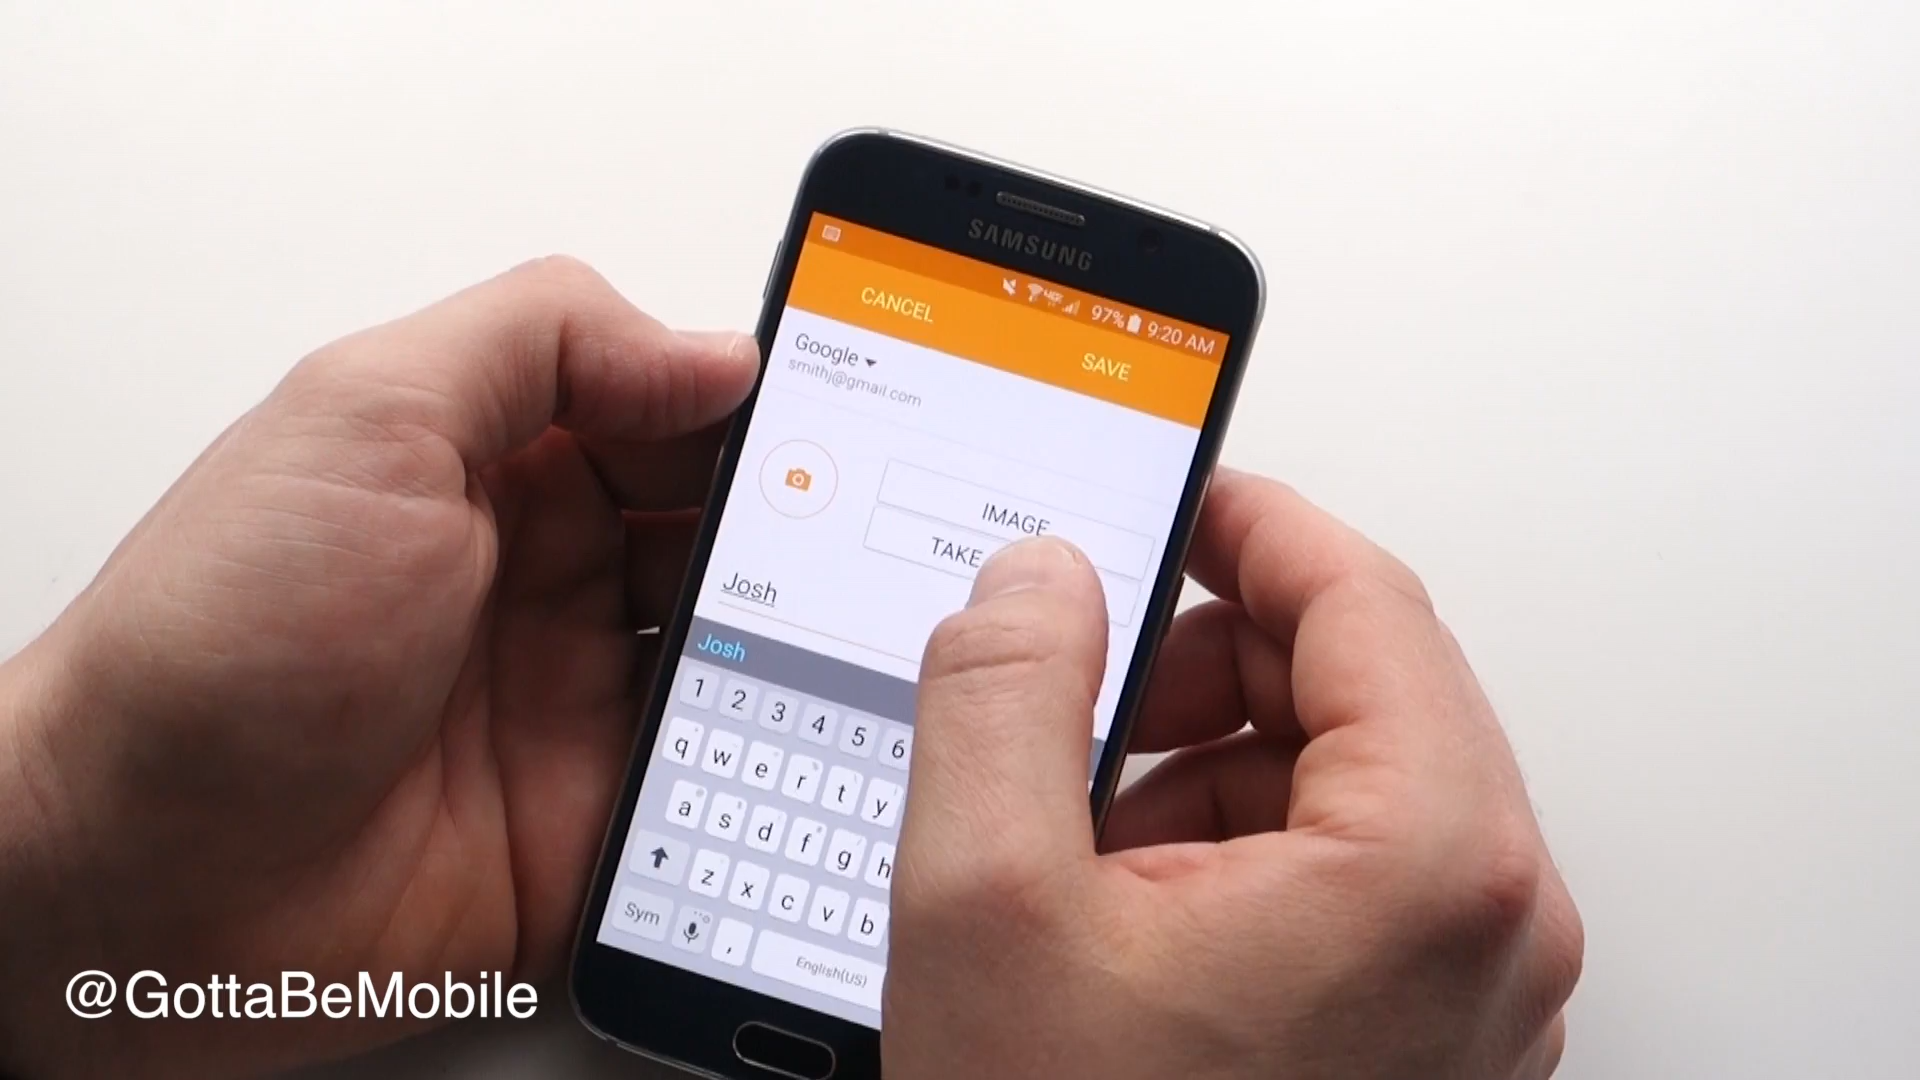 SAMSUNG
97% 9:20 AM
CANCEL
SAVE
Google
smithj@gmail.com
IMAGE
TAKE
Josh
Josh
1 2 3 4 5 6
q w e r t y
a s d f g h
z x c v b
Sym , English(US)
@GottaBeMobile